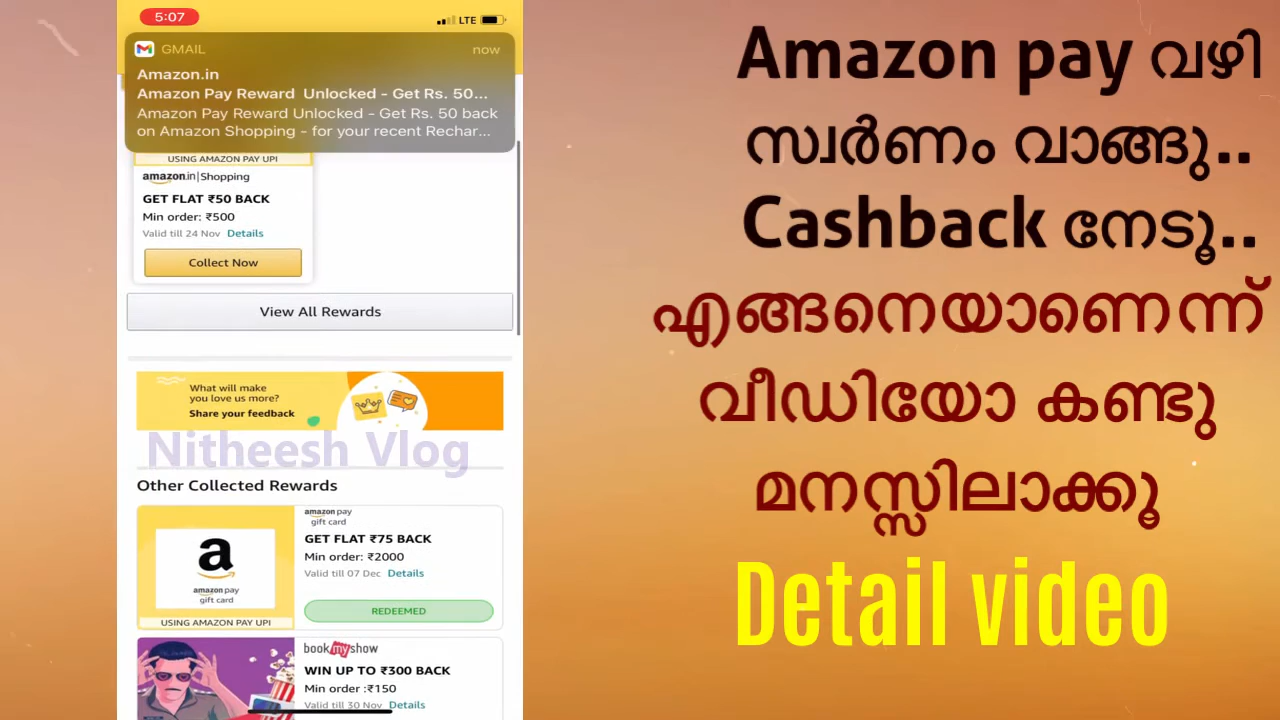 5:07
LTE
GMAIL
now
Amazon.in
Amazon Pay Reward Unlocked - Get Rs. 50...
Amazon Pay Reward Unlocked - Get Rs. 50 back
on Amazon Shopping - for your recent Rechar...
USING AMAZON PAY UPI
amazon.in|Shopping
GET FLAT ₹50 BACK
Min order: ₹500
Valid till 24 Nov Details
Collect Now
View All Rewards
What will make
you love us more?
Share your feedback
Nitheesh Vlog
Other Collected Rewards
amazon pay
gift card
GET FLAT ₹75 BACK
Min order: ₹2000
Valid till 07 Dec Details
REDEEMED
a
amazon pay
gift card
USING AMAZON PAY UPI
bookmyshow
WIN UP TO ₹300 BACK
Min order :₹150
Valid till 30 Nov Details
Amazon pay വഴി
സ്വർണം വാങ്ങു..
Cashback നേടൂ..
എങ്ങനെയാണെന്ന്
വീഡിയോ കണ്ടു
മനസ്സിലാക്കൂ
Detail video